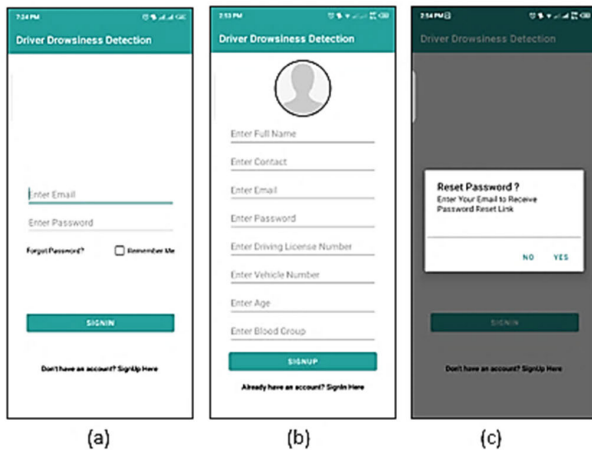 7:24 PM
Driver Drowsiness Detection
Enter Email
Enter Password
Forgot Password?
Remember Me
SIGNIN
Don't have an account? SignUp Here
(a)
2:53 PM
Driver Drowsiness Detection
Enter Full Name
Enter Contact
Enter Email
Enter Password
Enter Driving License Number
Enter Vehicle Number
Enter Age
Enter Blood Group
SIGNUP
Already have an account? SignIn Here
(b)
2:54 PM
Driver Drowsiness Detection
Reset Password ?
Enter Your Email to Receive
Password Reset Link
NO YES
SIGNIN
Don't have an account? SignUp Here
(c)